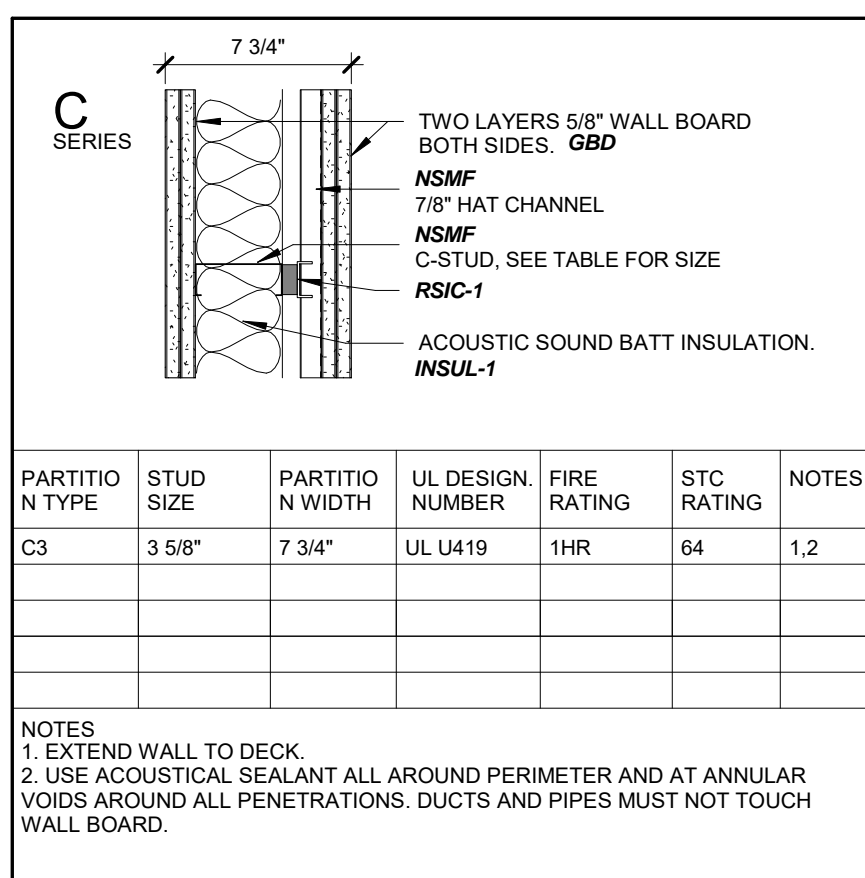 7 3/4"
C
SERIES
TWO LAYERS 5/8" WALL BOARD
BOTH SIDES. GBD
NSMF
7/8" HAT CHANNEL
NSMF
C-STUD, SEE TABLE FOR SIZE
RSIC-1
ACOUSTIC SOUND BATT INSULATION.
INSUL-1
PARTITIO
N TYPE
STUD
SIZE
PARTITIO
N WIDTH
UL DESIGN.
NUMBER
FIRE
RATING
STC
RATING
NOTES
C3 3 5/8" 7 3/4" UL U419 1HR 64 1,2
NOTES
1. EXTEND WALL TO DECK.
2. USE ACOUSTICAL SEALANT ALL AROUND PERIMETER AND AT ANNULAR
VOIDS AROUND ALL PENETRATIONS. DUCTS AND PIPES MUST NOT TOUCH
WALL BOARD.